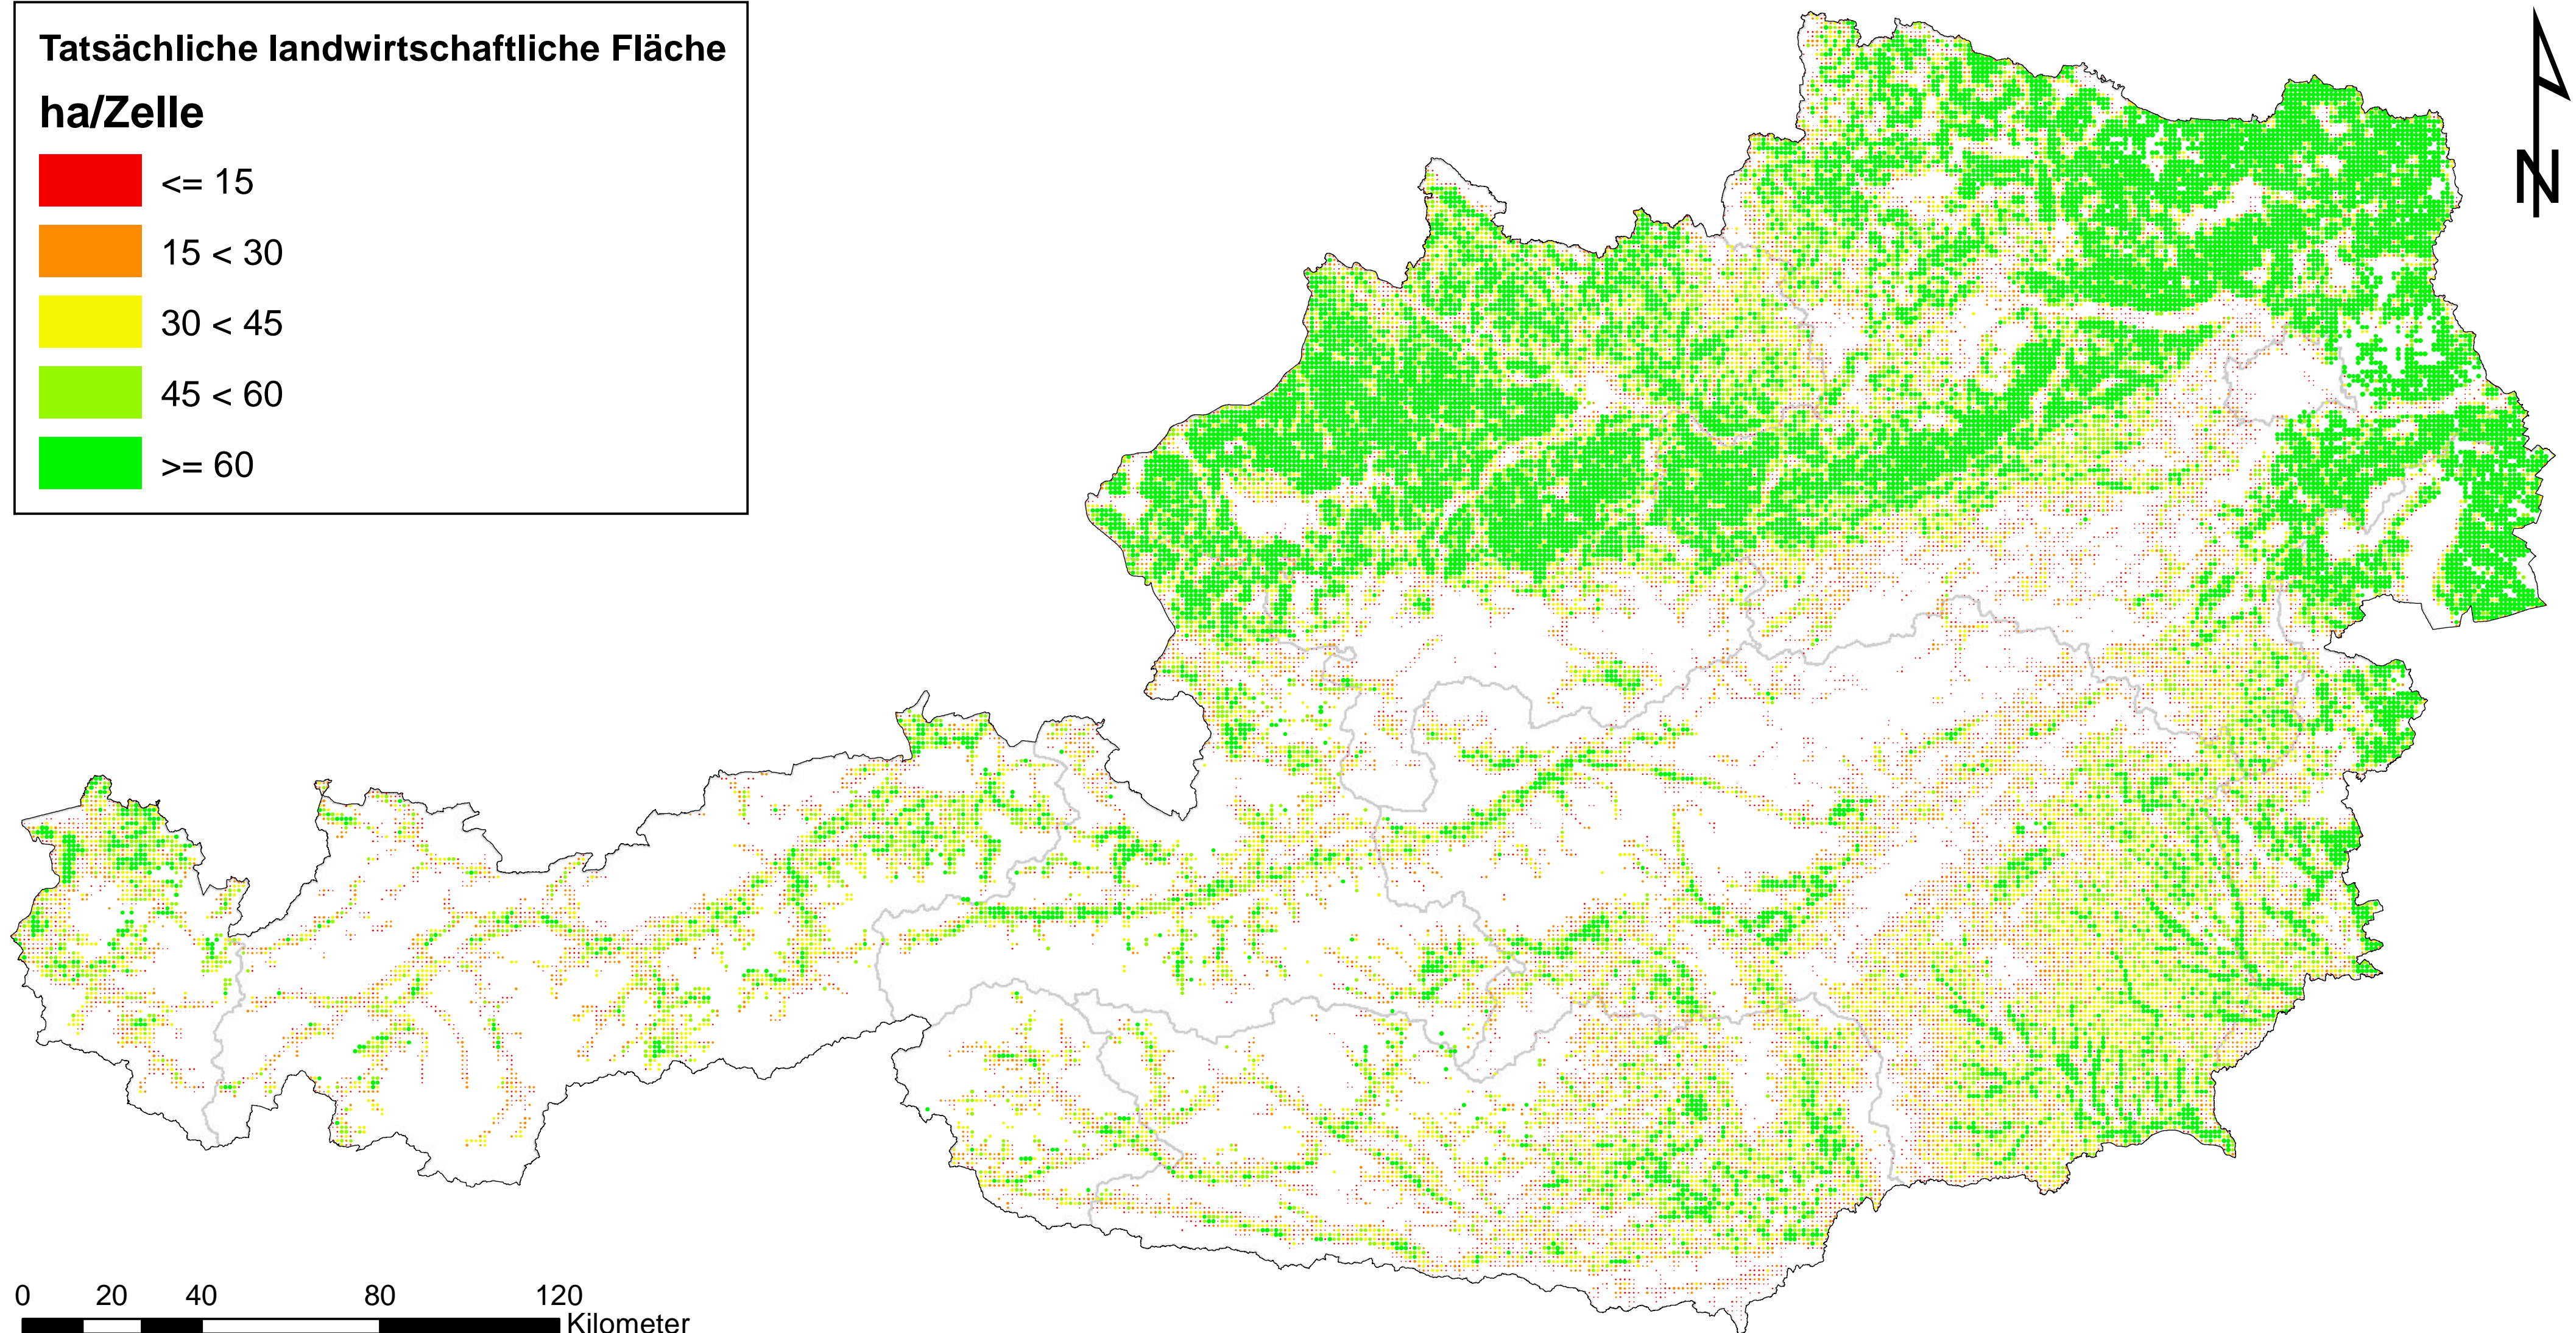 Tatsächliche landwirtschaftliche Fläche
ha/Zelle
<= 15
15 < 30
30 < 45
45 < 60
>= 60
N
0 20 40 80 120
Kilometer